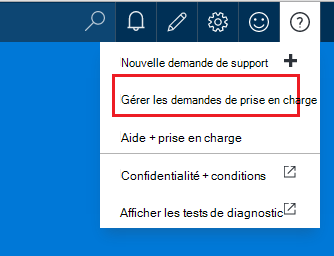 Nouvelle demande de support
Gérer les demandes de prise en charge
Aide + prise en charge
Confidentialité + conditions
Afficher les tests de diagnostic